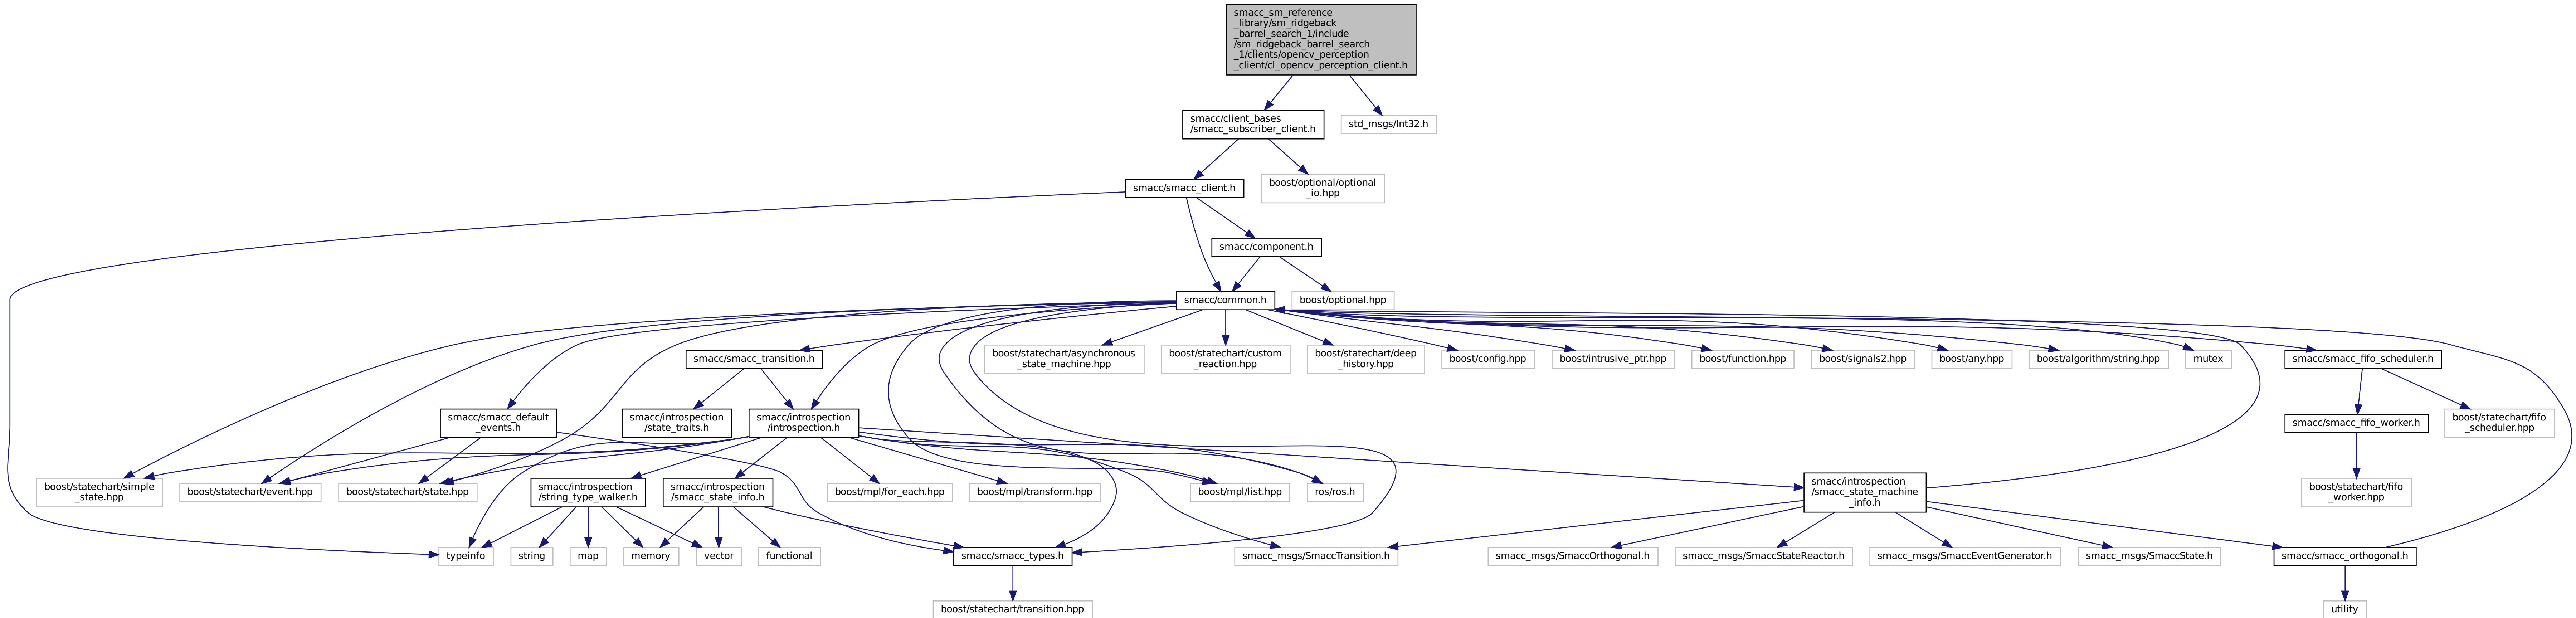 smacc_sm_reference
_library/sm_ridgeback
_barrel_search_1/include
/sm_ridgeback_barrel_search
_1/clients/opencv_perception
_client/cl_opencv_perception_client.h
smacc/client_bases
/smacc_subscriber_client.h
std_msgs/Int32.h
smacc/smacc_client.h
boost/optional/optional
_io.hpp
smacc/component.h
smacc/common.h
boost/optional.hpp
smacc/smacc_transition.h
boost/statechart/asynchronous
_state_machine.hpp
boost/statechart/custom
_reaction.hpp
boost/statechart/deep
_history.hpp
boost/config.hpp
boost/intrusive_ptr.hpp
boost/function.hpp
boost/signals2.hpp
boost/any.hpp
boost/algorithm/string.hpp
mutex
smacc/smacc_fifo_scheduler.h
smacc/smacc_default
_events.h
smacc/introspection
/state_traits.h
smacc/introspection
/introspection.h
smacc/smacc_fifo_worker.h
boost/statechart/fifo
_scheduler.hpp
boost/statechart/simple
_state.hpp
boost/statechart/event.hpp
boost/statechart/state.hpp
smacc/introspection
/string_type_walker.h
smacc/introspection
/smacc_state_info.h
boost/mpl/for_each.hpp
boost/mpl/transform.hpp
boost/mpl/list.hpp
ros/ros.h
smacc/introspection
/smacc_state_machine
_info.h
boost/statechart/fifo
_worker.hpp
typeinfo
string
map
memory
vector
functional
smacc/smacc_types.h
smacc_msgs/SmaccTransition.h
smacc_msgs/SmaccOrthogonal.h
smacc_msgs/SmaccStateReactor.h
smacc_msgs/SmaccEventGenerator.h
smacc_msgs/SmaccState.h
smacc/smacc_orthogonal.h
boost/statechart/transition.hpp
utility